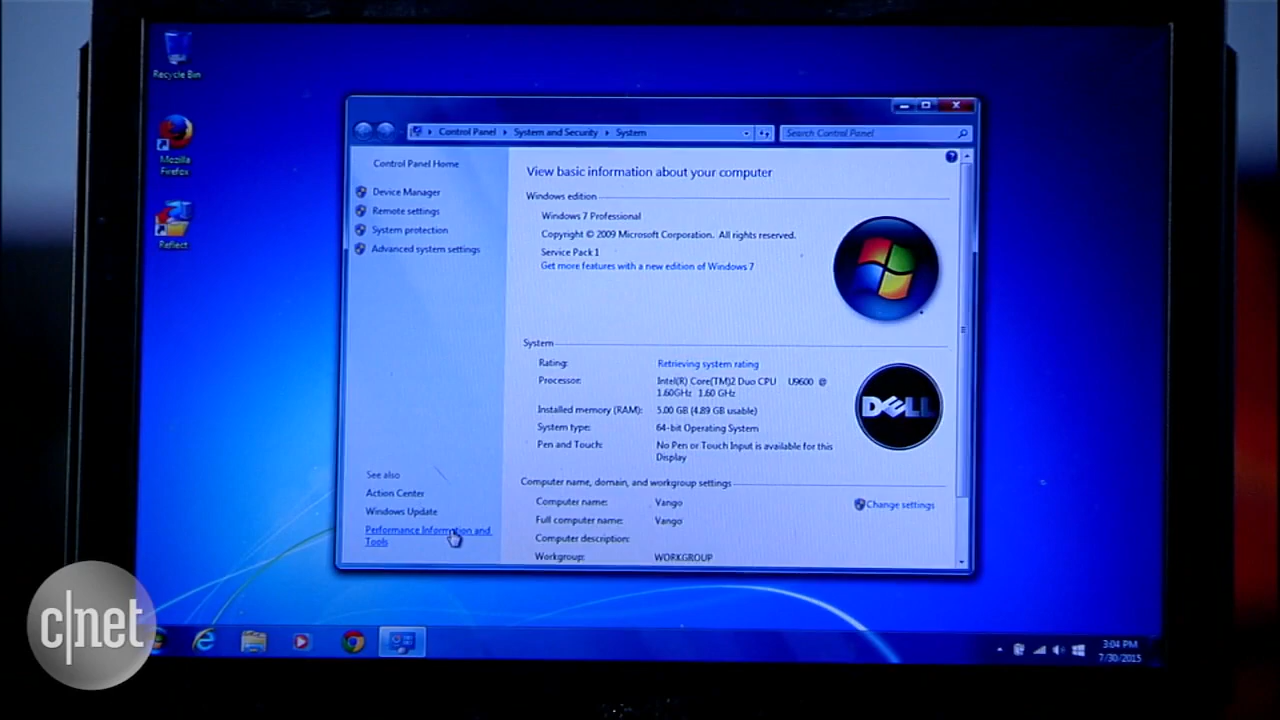 Recycle Bin
Mozilla
Firefox
Reflect
Control Panel
System and Security
System
Search Control Panel
Control Panel Home
Device Manager
Remote settings
System protection
Advanced system settings
See also
Action Center
Windows Update
Performance Information and
Tools
View basic information about your computer
Windows edition
Windows 7 Professional
Copyright © 2009 Microsoft Corporation. All rights reserved.
Service Pack 1
Get more features with a new edition of Windows 7
System
Rating: Retrieving system rating
Processor: Intel(R) Core(TM)2 Duo CPU U9600 @
1.60GHz 1.60 GHz
Installed memory (RAM): 5.00 GB (4.89 GB usable)
System type: 64-bit Operating System
Pen and Touch: No Pen or Touch Input is available for this
Display
DELL
Computer name, domain, and workgroup settings
Computer name: Vango
Change settings
Full computer name: Vango
Computer description:
Workgroup: WORKGROUP
c|net
3:04 PM
7/30/2015